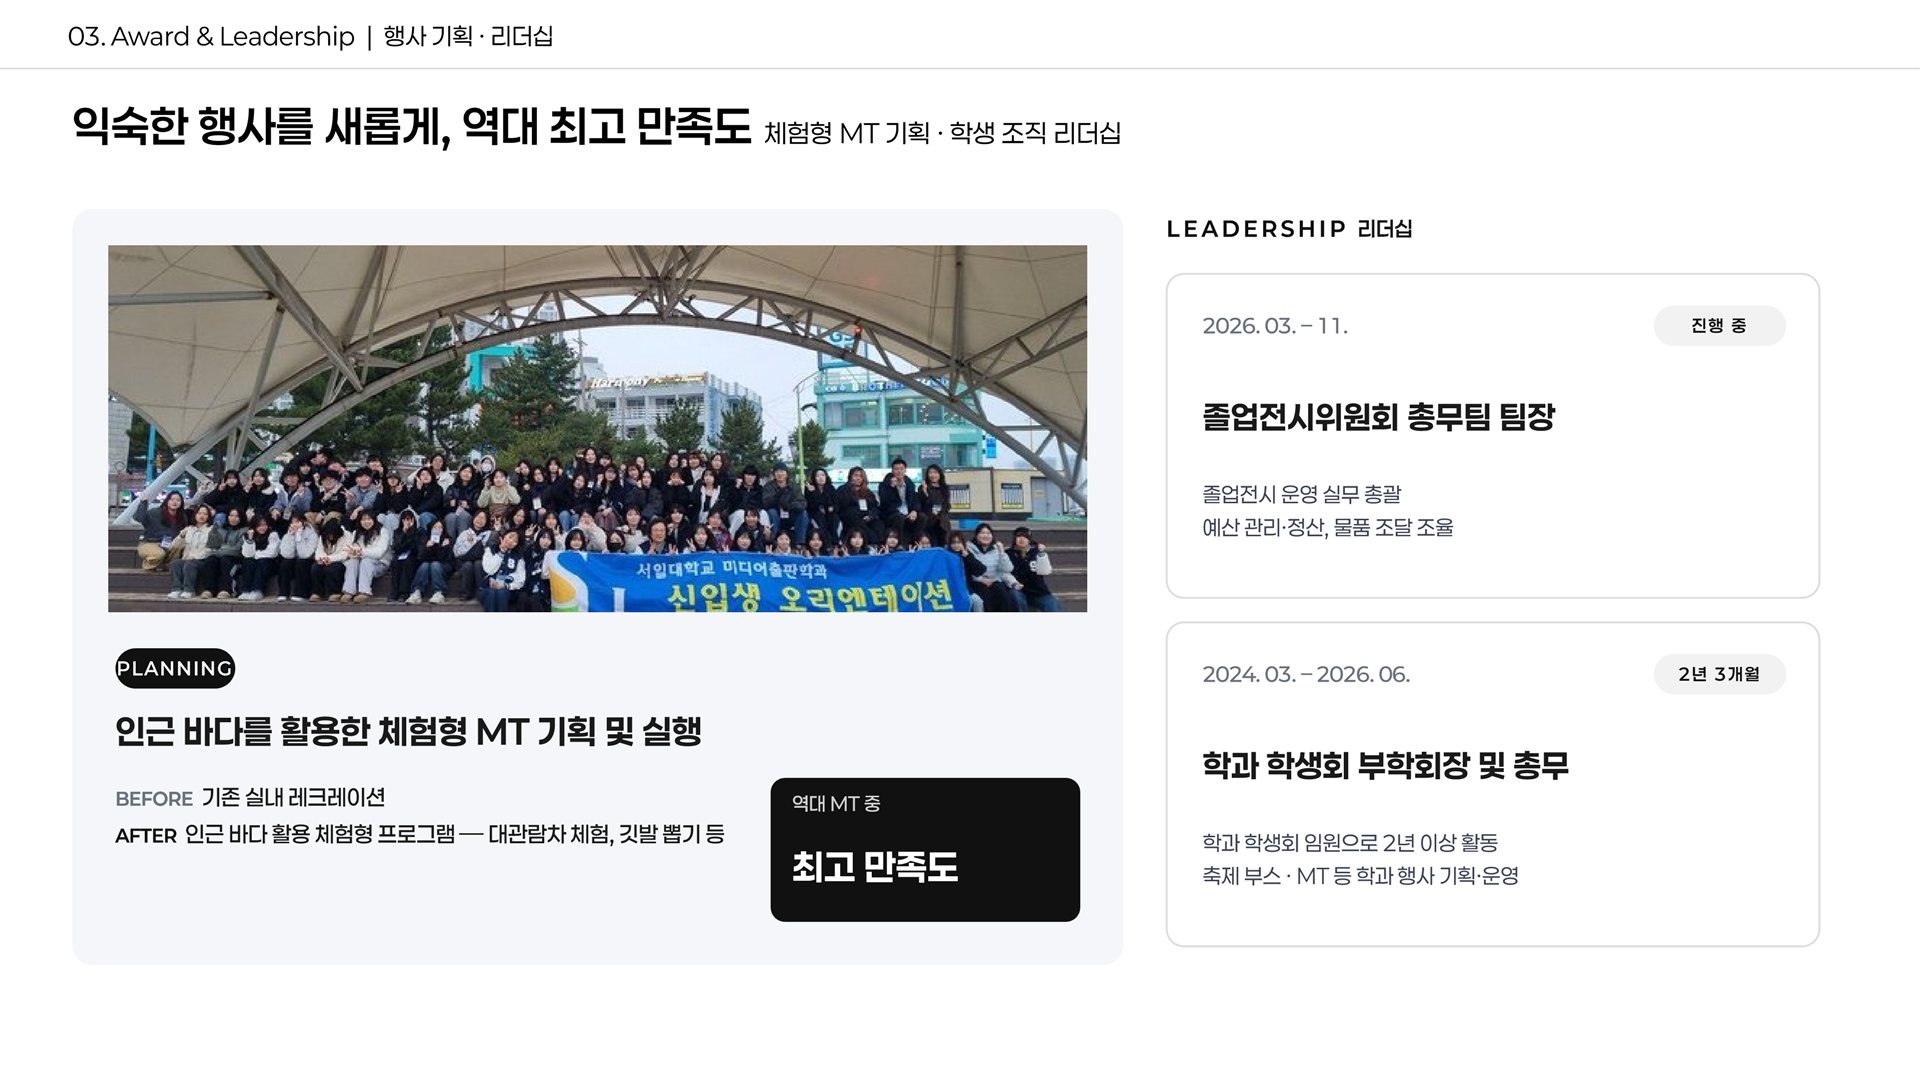 03. Award & Leadership | 행사 기획 · 리더십
익숙한 행사를 새롭게, 역대 최고 만족도 체험형 MT 기획 · 학생 조직 리더십
Harmony
서일대학교 미디어출판학과
신입생 오리엔테이션
PLANNING
인근 바다를 활용한 체험형 MT 기획 및 실행
BEFORE 기존 실내 레크레이션
AFTER 인근 바다 활용 체험형 프로그램 — 대관람차 체험, 깃발 뽑기 등
역대 MT 중
최고 만족도
LEADERSHIP 리더십
2026. 03. – 11.
진행 중
졸업전시위원회 총무팀 팀장
졸업전시 운영 실무 총괄
예산 관리·정산, 물품 조달 조율
2024. 03. – 2026. 06.
2년 3개월
학과 학생회 부학회장 및 총무
학과 학생회 임원으로 2년 이상 활동
축제 부스 · MT 등 학과 행사 기획·운영